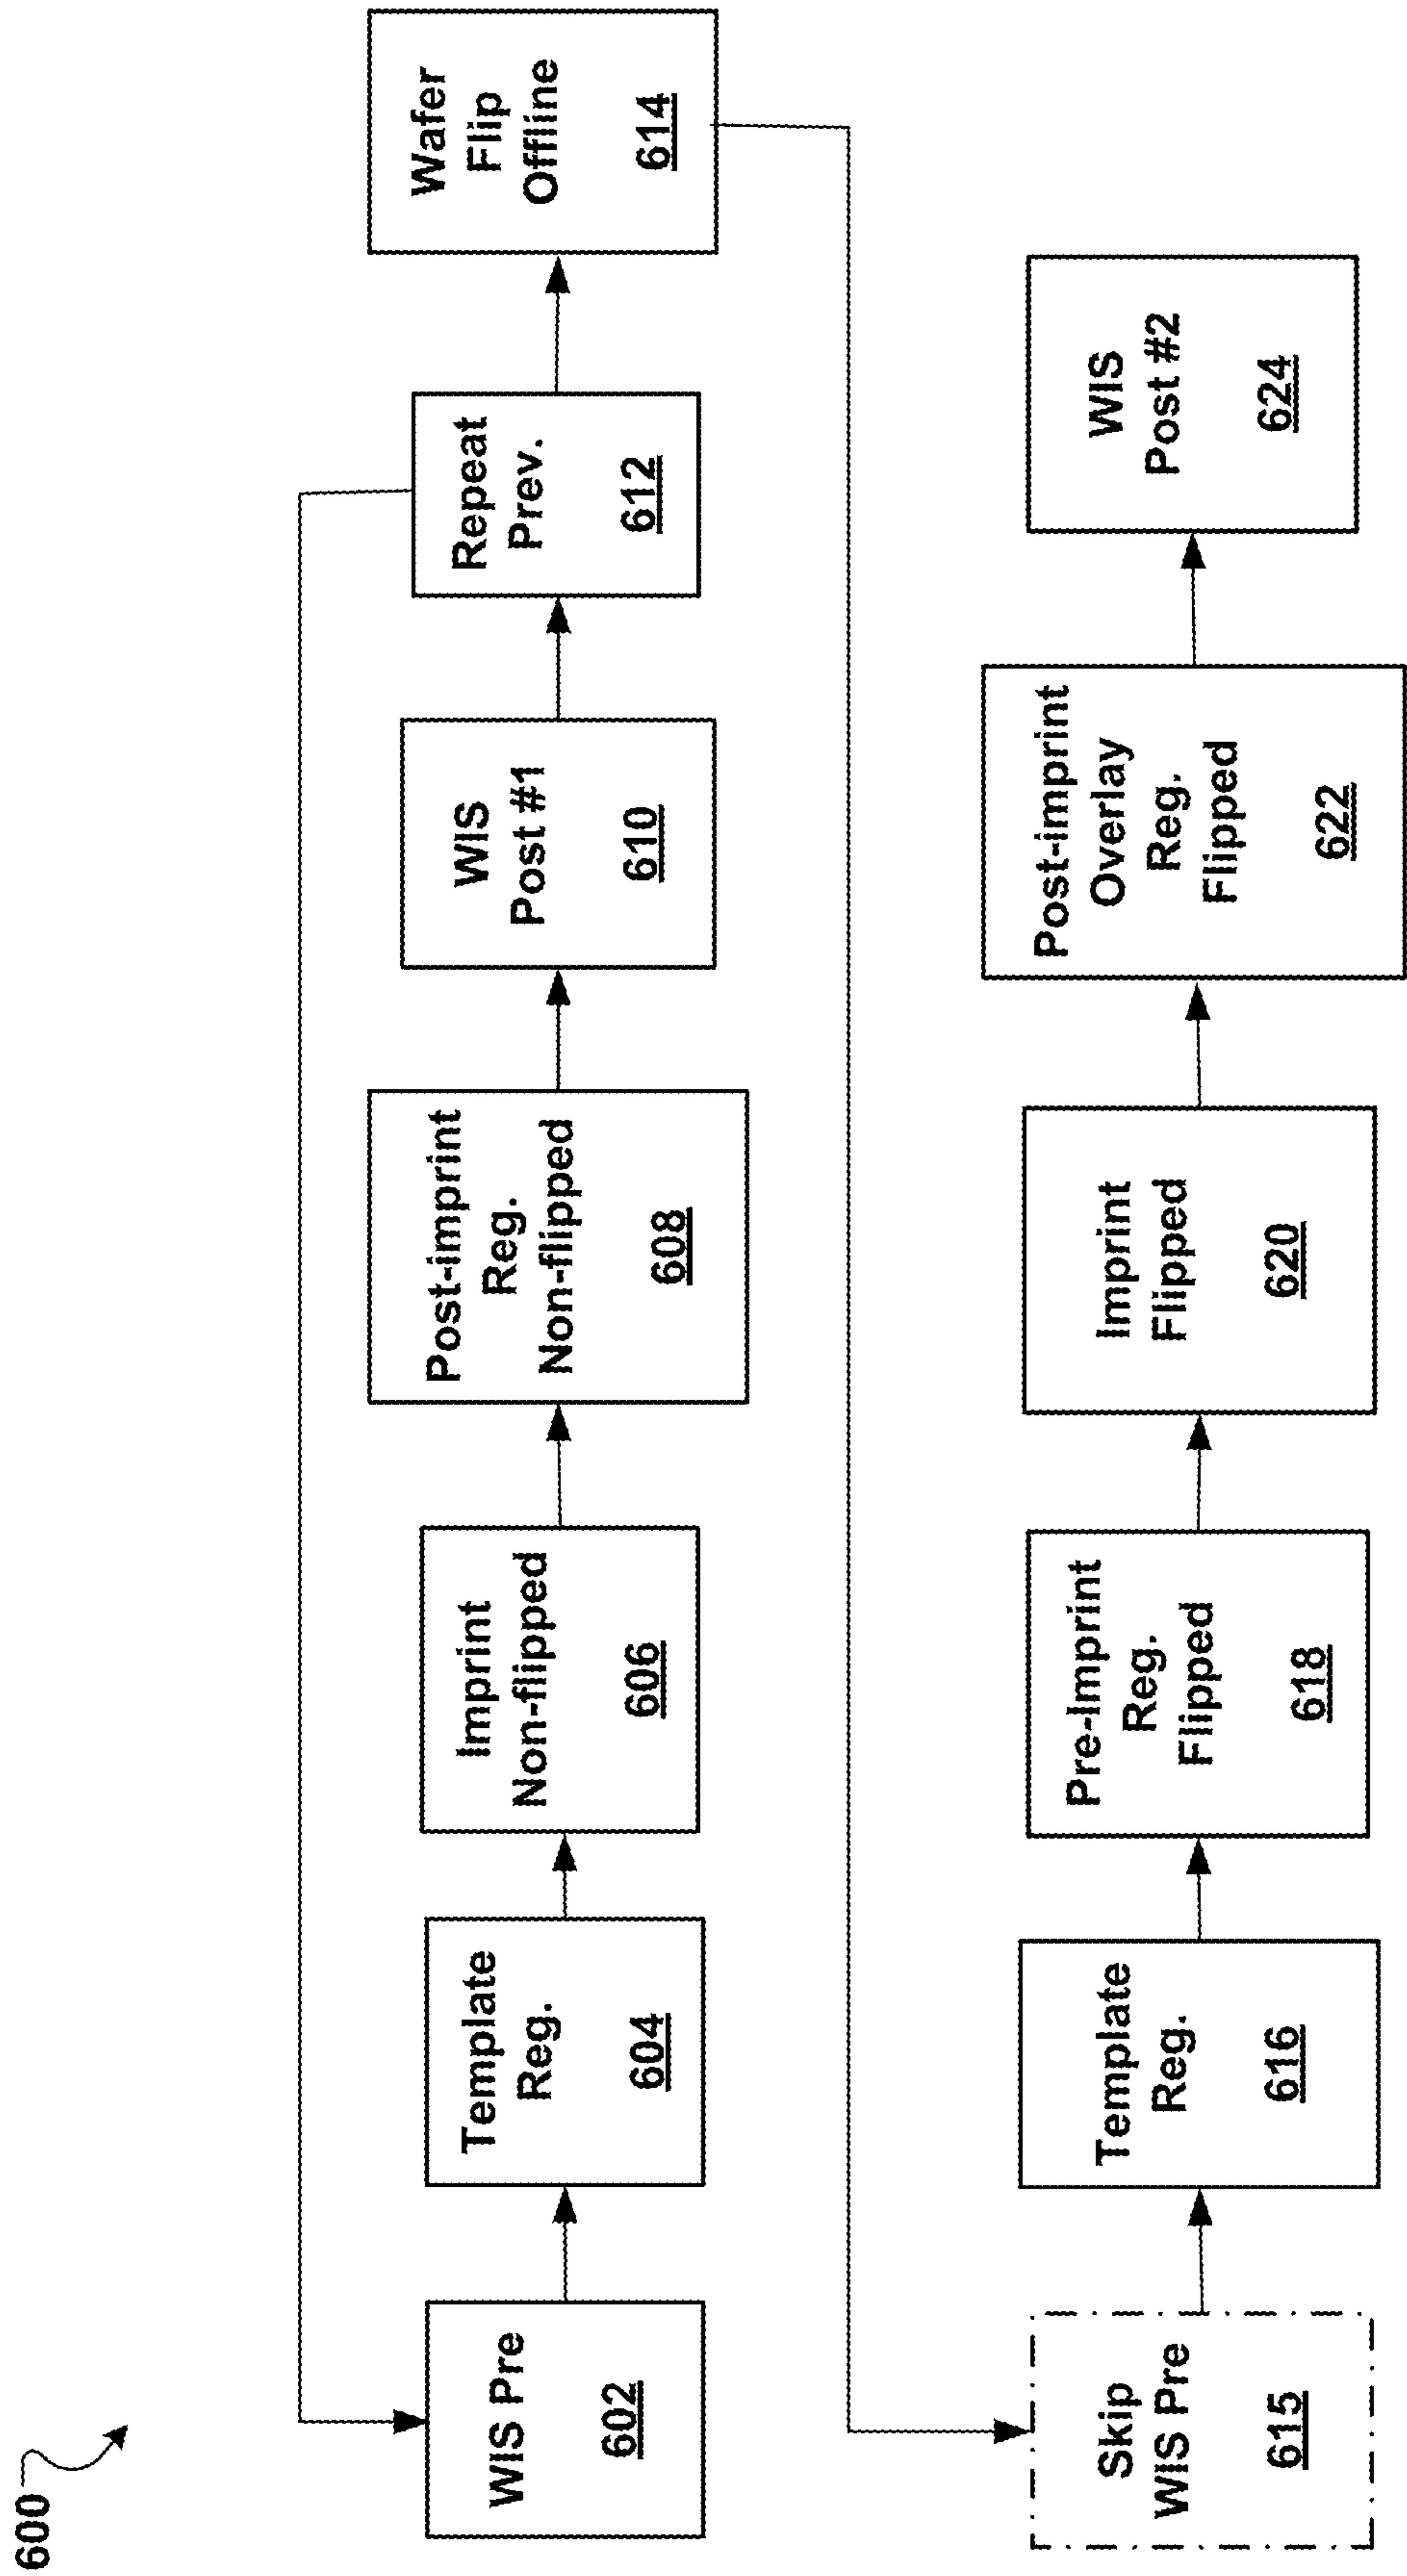 600
WIS Pre
602
Template
Reg.
604
Imprint
Non-flipped
606
Post-imprint
Reg.
Non-flipped
608
WIS
Post #1
610
Repeat
Prev.
612
Wafer
Flip
Offline
614
Skip
WIS Pre
615
Template
Reg.
616
Pre-Imprint
Reg.
Flipped
618
Imprint
Flipped
620
Post-imprint
Overlay
Reg.
Flipped
622
WIS
Post #2
624